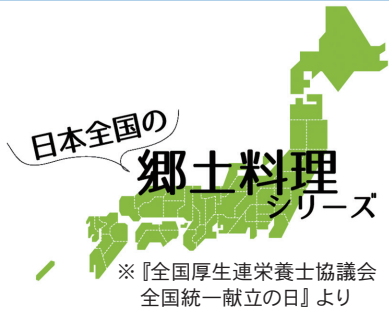 日本全国の
郷土料理
シリーズ
※『全国厚生連栄養士協議会
全国統一献立の日』より